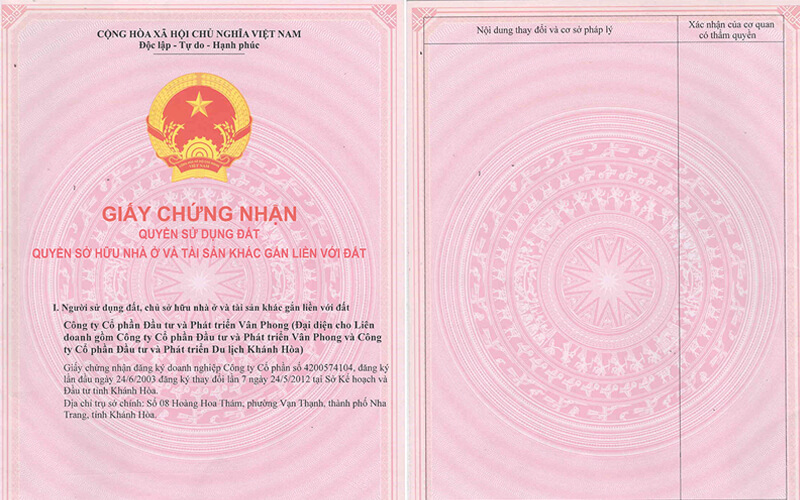 CỘNG HÒA XÃ HỘI CHỦ NGHĨA VIỆT NAM
Độc lập - Tự do - Hạnh phúc
VIỆT NAM
GIẤY CHỨNG NHẬN
QUYỀN SỬ DỤNG ĐẤT
QUYỀN SỞ HỮU NHÀ Ở VÀ TÀI SẢN KHÁC GẮN LIỀN VỚI ĐẤT
I. Người sử dụng đất, chủ sở hữu nhà ở và tài sản khác gắn liền với đất
Công ty Cổ phần Đầu tư và Phát triển Vân Phong (Đại diện cho Liên
doanh gồm Công ty Cổ phần Đầu tư và Phát triển Vân Phong và Công
ty Cổ phần Đầu tư và Phát triển Du lịch Khánh Hòa)
Giấy chứng nhận đăng ký doanh nghiệp Công ty Cổ phần số 4200574104, đăng ký
lần đầu ngày 24/6/2003 đăng ký thay đổi lần 7 ngày 24/5/2012 tại Sở Kế hoạch và
Đầu tư tỉnh Khánh Hòa.
Địa chỉ trụ sở chính: Số 08 Hoàng Hoa Thám, phường Vạn Thạnh, thành phố Nha
Trang, tỉnh Khánh Hòa.
Nội dung thay đổi và cơ sở pháp lý
Xác nhận của cơ quan
có thẩm quyền